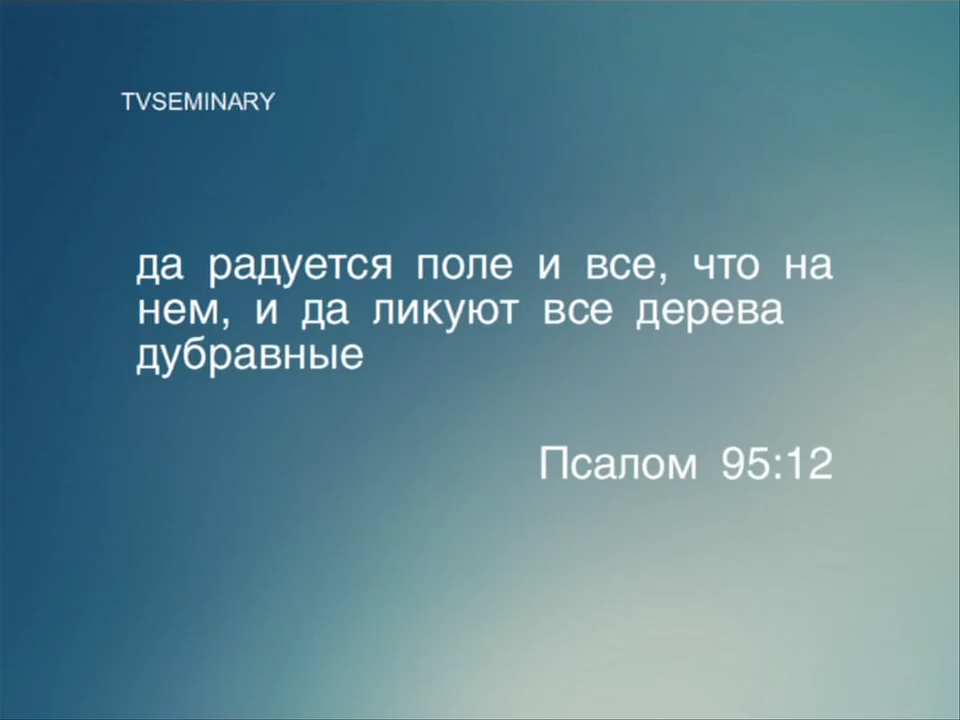 TVSEMINARY
да радуется поле и все, что на
нем, и да ликуют все дерева
дубравные
Псалом 95:12